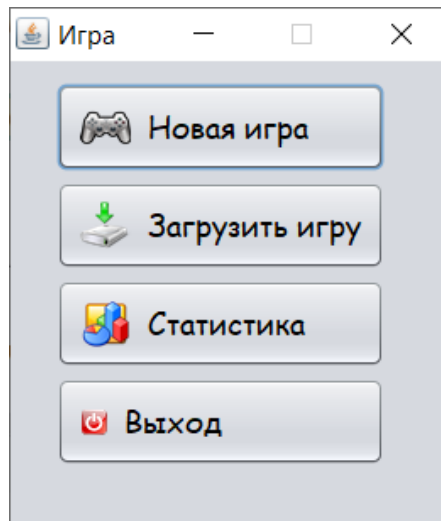 Игра
Новая игра
Загрузить игру
Статистика
Выход